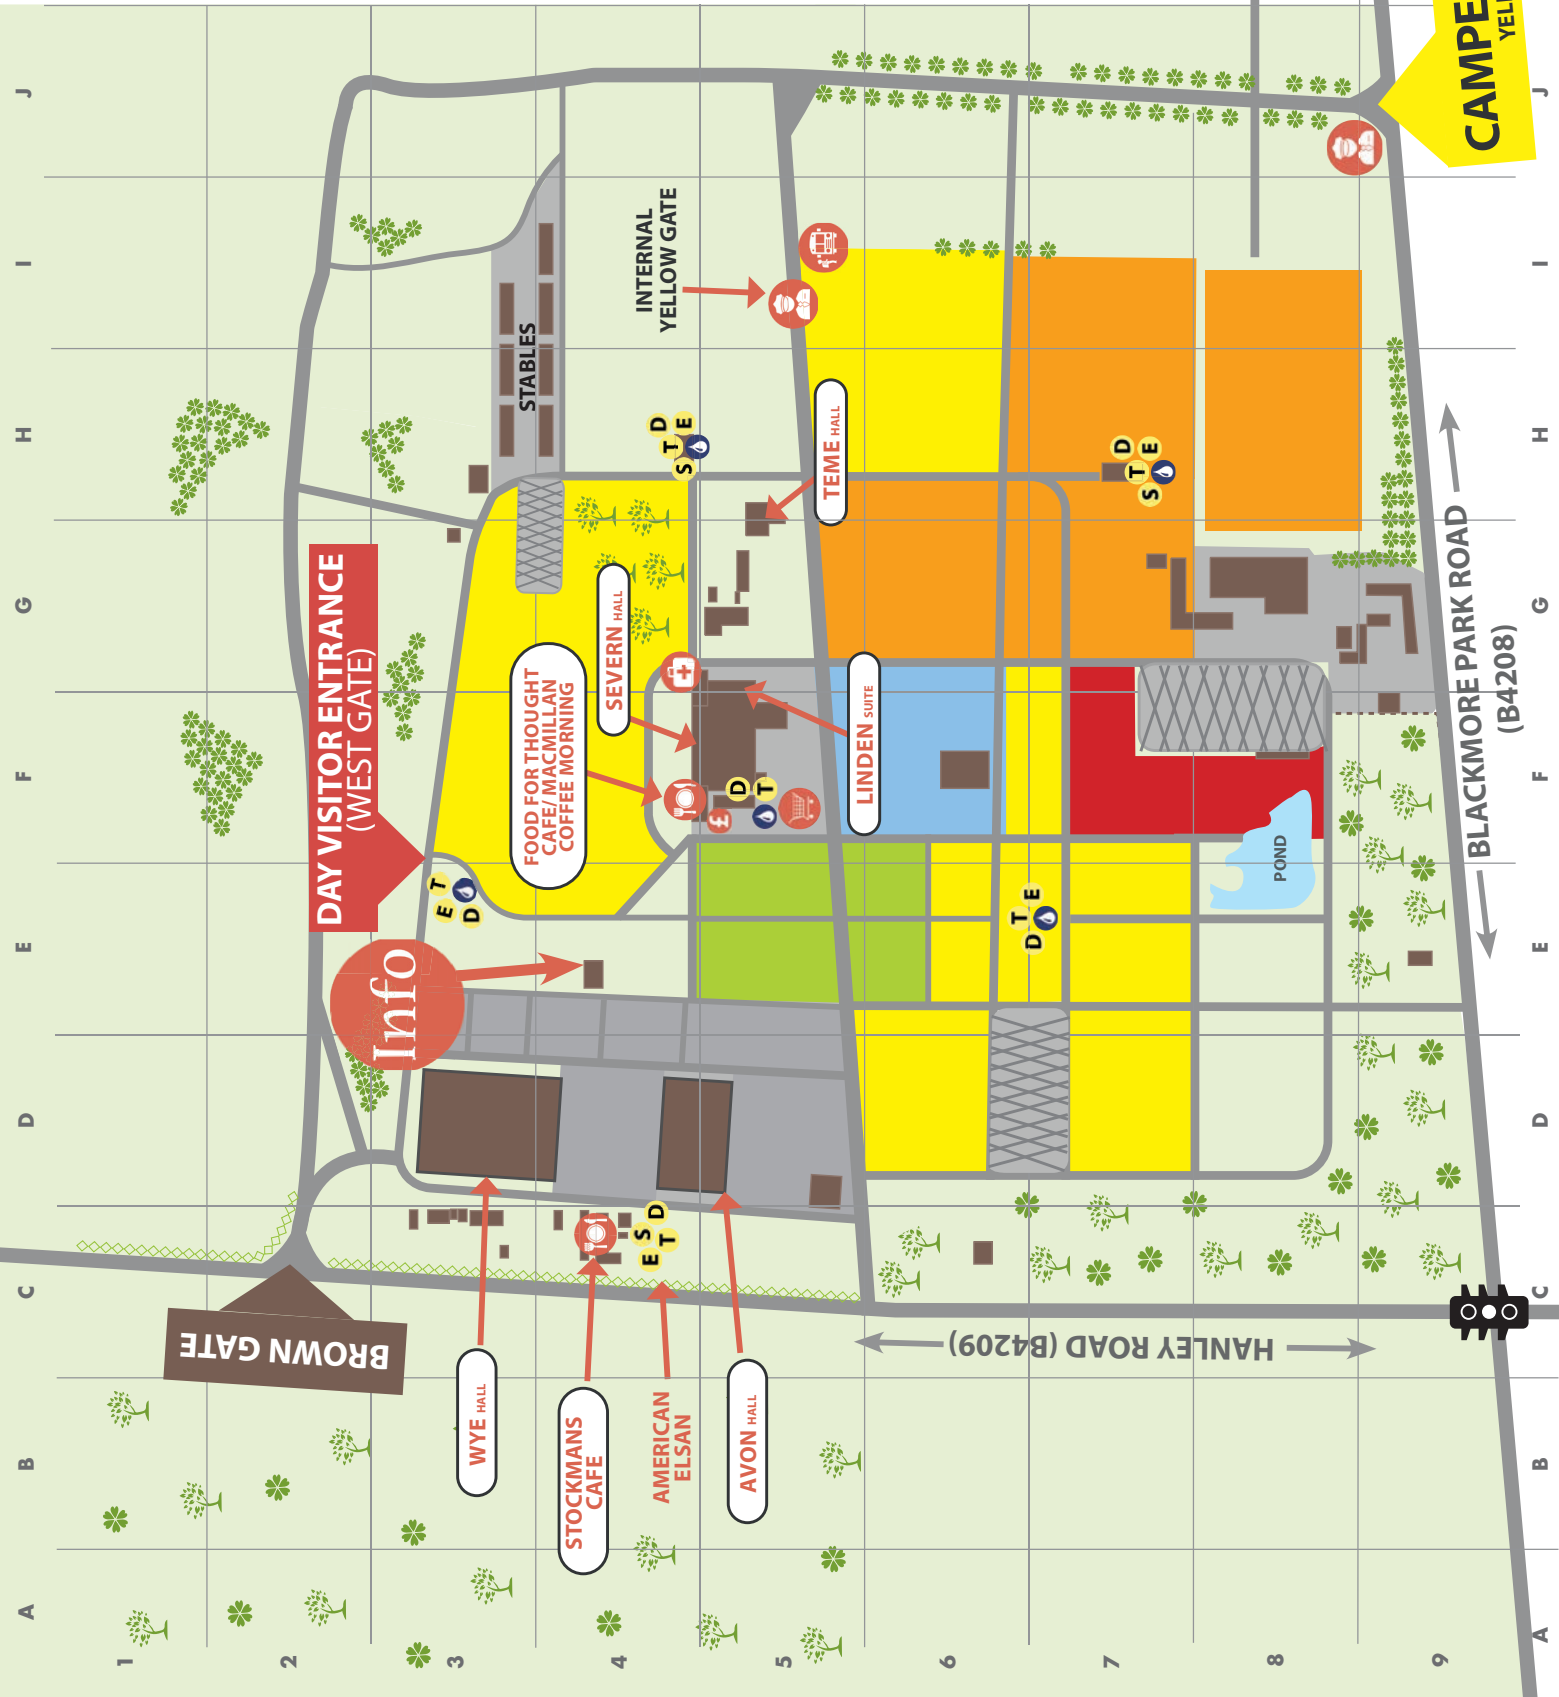 A
B
C
D
E
F
G
H
I
J
1
2
3
4
5
6
7
8
9
A
B
C
D
E
F
G
H
I
J
BROWN GATE
DAY VISITOR ENTRANCE
(WEST GATE)
Info
WYE HALL
STOCKMANS
CAFE
AMERICAN
ELSAN
AVON HALL
FOOD FOR THOUGHT
CAFE/ MACMILLAN
COFFEE MORNING
SEVERN HALL
LINDEN SUITE
TEME HALL
STABLES
INTERNAL
YELLOW GATE
HANLEY ROAD (B4209)
BLACKMORE PARK ROAD
(B4208)
POND
CAMPE
YELL
E
T
D
E
S
D
T
D
T
£
S
T
D
E
S
T
D
E
D
T
E